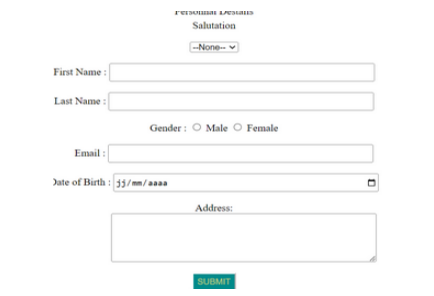 Personnal Destails
Salutation
--None--
First Name :
Last Name :
Gender : Male Female
Email :
Date of Birth : jj/mm/aaaa
Address:
SUBMIT